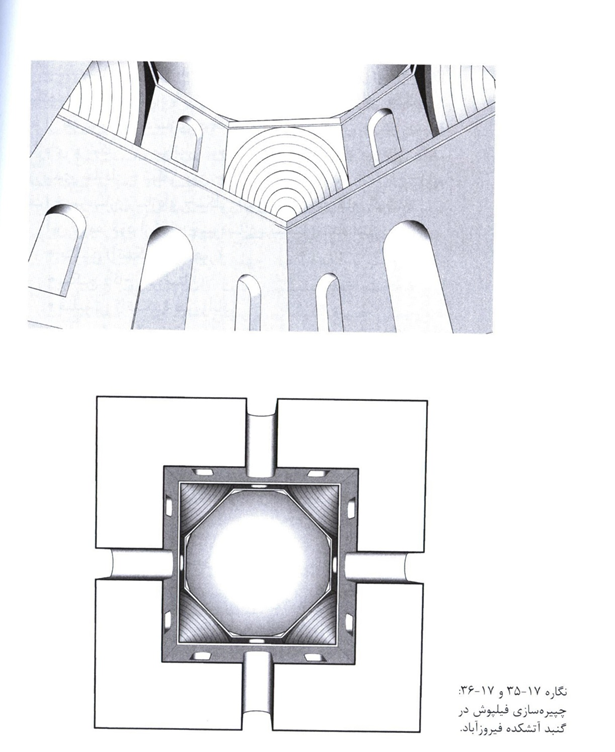 نگاره ۱۷-۳۵ و ۱۷-۳۶:
چپیره‌سازی فیلپوش در
گنبد آتشکده فیروزآباد.